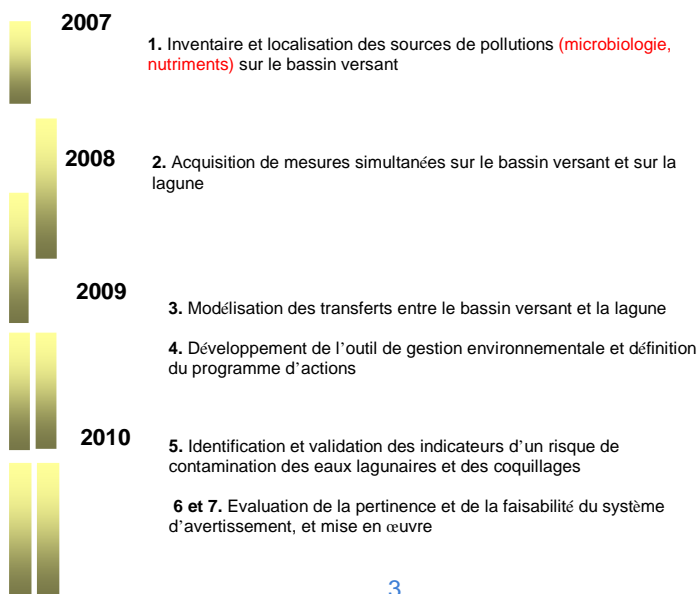 2007
1. Inventaire et localisation des sources de pollutions (microbiologie,
nutriments) sur le bassin versant
2008
2. Acquisition de mesures simultanées sur le bassin versant et sur la
lagune
2009
3. Modélisation des transferts entre le bassin versant et la lagune
4. Développement de l’outil de gestion environnementale et définition
du programme d’actions
2010
5. Identification et validation des indicateurs d’un risque de
contamination des eaux lagunaires et des coquillages
6 et 7. Evaluation de la pertinence et de la faisabilité du système
d’avertissement, et mise en œuvre
3